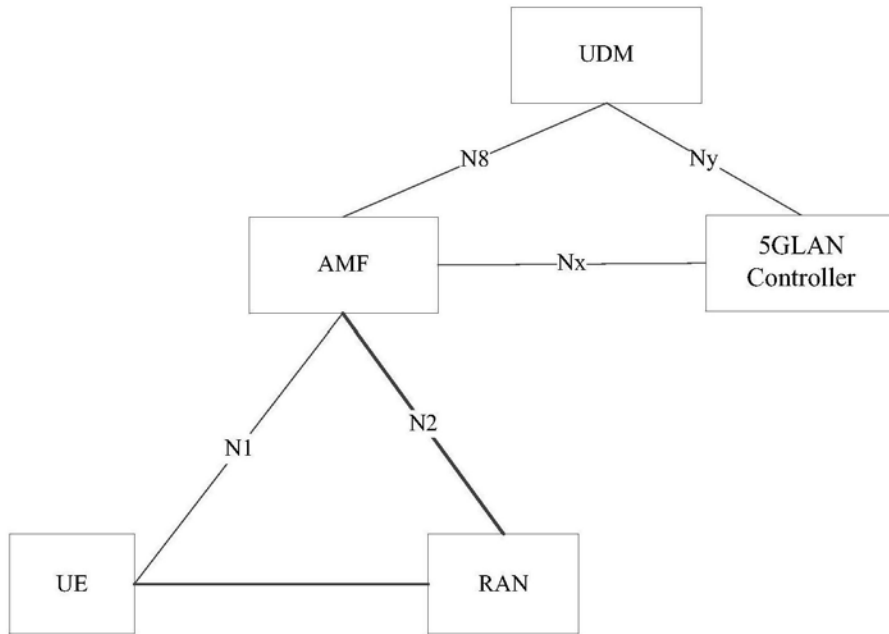 UDM
N8
Ny
AMF
Nx
5GLAN
Controller
N1
N2
UE
RAN